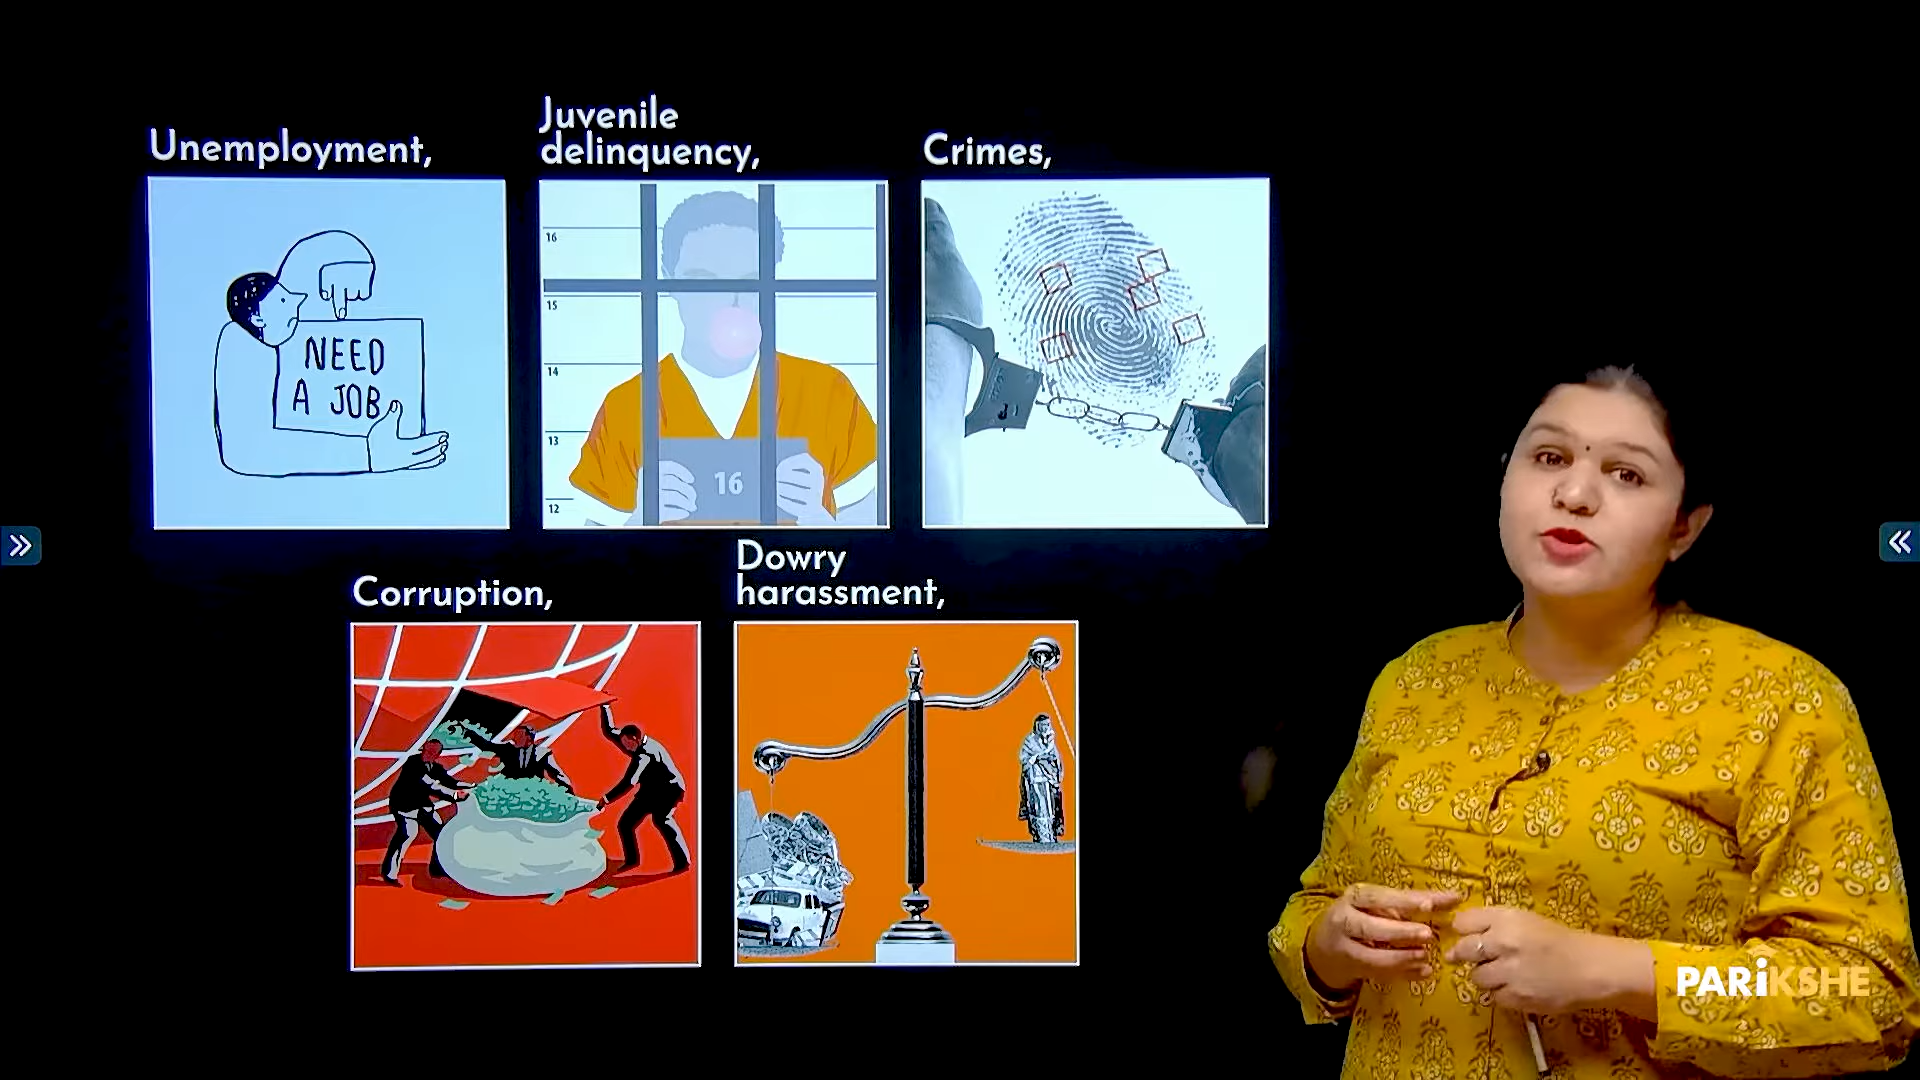 Unemployment,
Juvenile
delinquency,
Crimes,
NEED
A JOB
16
15
14
13
12
16
Corruption,
Dowry
harassment,
PARiKSHE